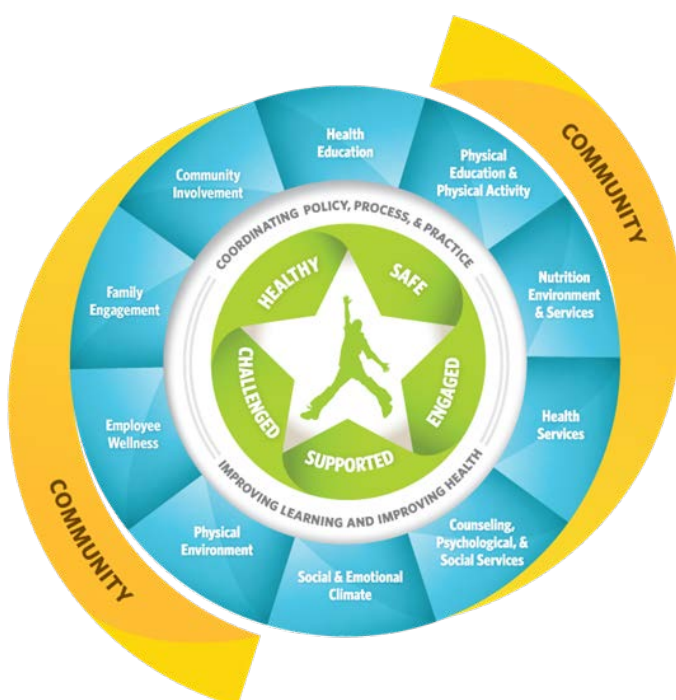 COMMUNITY
Health
Education
Physical
Education &
Physical Activity
Nutrition
Environment
& Services
Health
Services
Counseling,
Psychological, &
Social Services
Social & Emotional
Climate
Physical
Environment
Employee
Wellness
Family
Engagement
Community
Involvement
COORDINATING POLICY, PROCESS, & PRACTICE
HEALTHY
SAFE
ENGAGED
SUPPORTED
CHALLENGED
IMPROVING LEARNING AND IMPROVING HEALTH
COMMUNITY